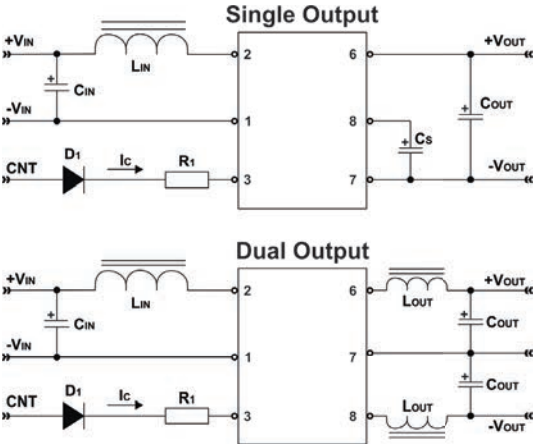 Single Output
+VIN
LIN
2
6
+VOUT
CIN
COUT
-VIN
1
8
CS
CNT
D1
IC
R1
3
7
-VOUT
Dual Output
+VIN
LIN
2
6
LOUT
+VOUT
CIN
COUT
-VIN
1
7
CNT
D1
IC
R1
3
8
LOUT
COUT
-VOUT
+
+
+
+
+
+